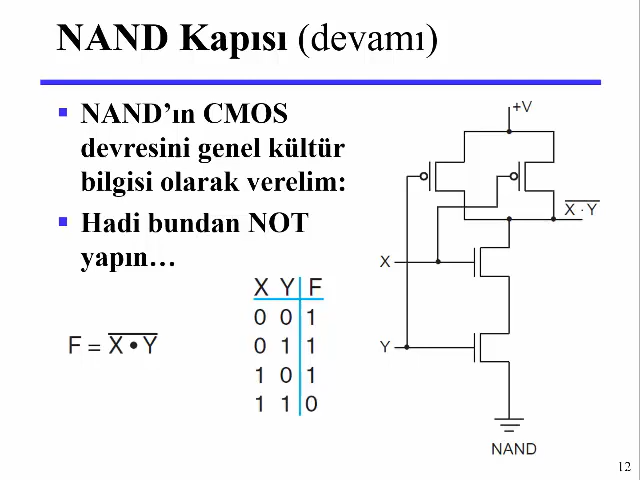 NAND Kapısı (devamı)
NAND’ın CMOS
devresini genel kültür
bilgisi olarak verelim:
Hadi bundan NOT
yapın…
F = X • Y
X Y F
0 0 1
0 1 1
1 0 1
1 1 0
+V
X · Y
X
Y
NAND
12